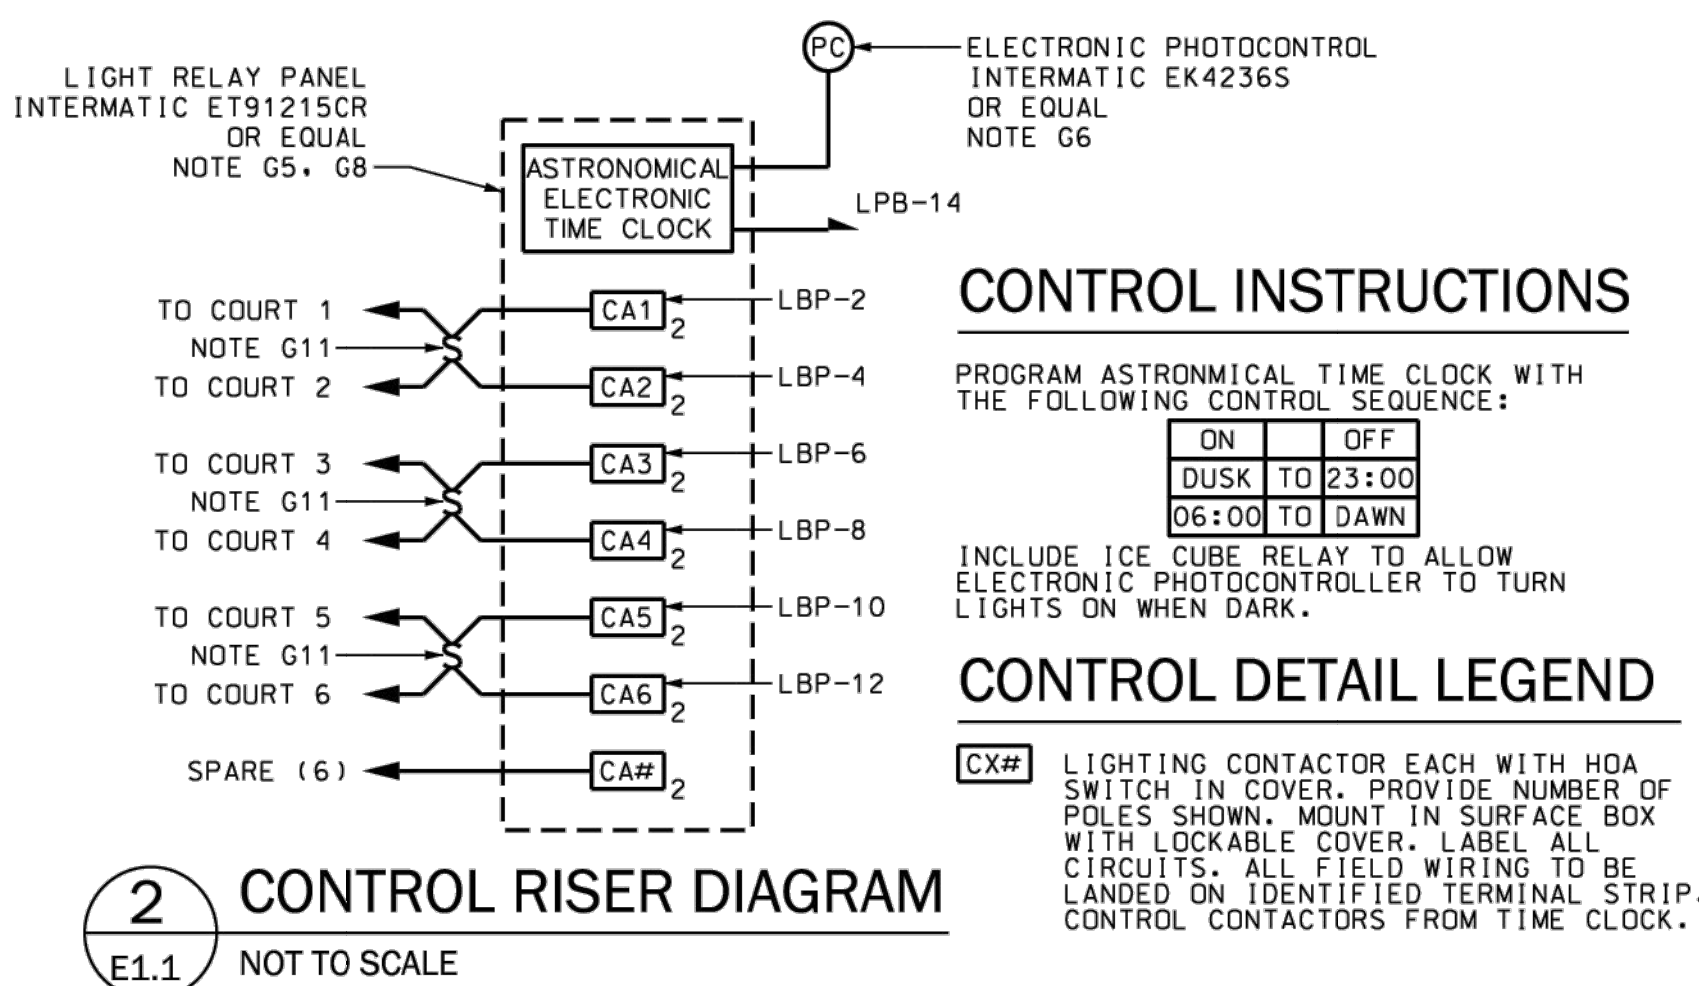 PC
ELECTRONIC PHOTOCONTROL
INTERMATIC EK4236S
OR EQUAL
NOTE G6
LIGHT RELAY PANEL
INTERMATIC ET91215CR
OR EQUAL
NOTE G5, G8
ASTRONOMICAL
ELECTRONIC
TIME CLOCK
LPB-14
TO COURT 1
CA1
2
LBP-2
NOTE G11
TO COURT 2
CA2
2
LBP-4
TO COURT 3
CA3
2
LBP-6
NOTE G11
TO COURT 4
CA4
2
LBP-8
TO COURT 5
CA5
2
LBP-10
NOTE G11
TO COURT 6
CA6
2
LBP-12
SPARE (6)
CA#
2
CONTROL INSTRUCTIONS
PROGRAM ASTRONMICAL TIME CLOCK WITH
THE FOLLOWING CONTROL SEQUENCE:
ON OFF
DUSK TO 23:00
06:00 TO DAWN
INCLUDE ICE CUBE RELAY TO ALLOW
ELECTRONIC PHOTOCONTROLLER TO TURN
LIGHTS ON WHEN DARK.
CONTROL DETAIL LEGEND
CX#
LIGHTING CONTACTOR EACH WITH HOA
SWITCH IN COVER. PROVIDE NUMBER OF
POLES SHOWN. MOUNT IN SURFACE BOX
WITH LOCKABLE COVER. LABEL ALL
CIRCUITS. ALL FIELD WIRING TO BE
LANDED ON IDENTIFIED TERMINAL STRIP.
CONTROL CONTACTORS FROM TIME CLOCK.
2
E1.1
CONTROL RISER DIAGRAM
NOT TO SCALE